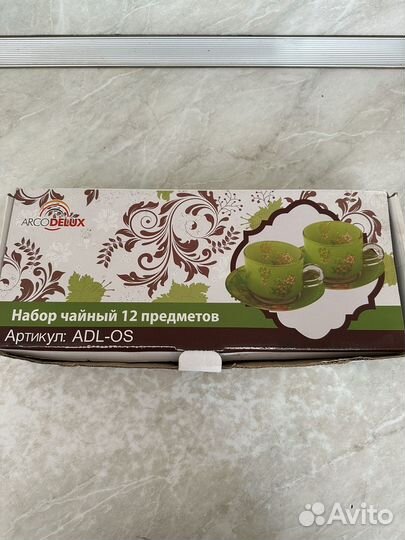 ARCODELUX
Набор чайный 12 предметов
Артикул: ADL-OS
Avito